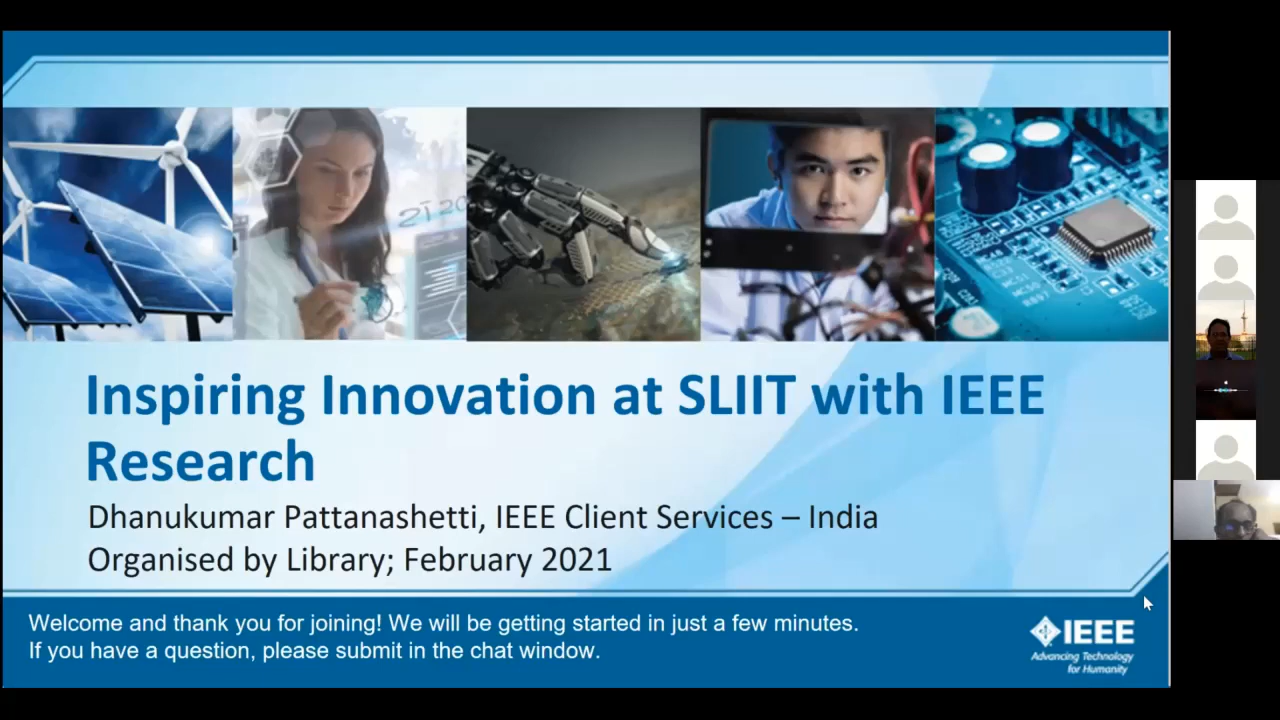 Inspiring Innovation at SLIIT with IEEE
Research
Dhanukumar Pattanashetti, IEEE Client Services – India
Organised by Library; February 2021
Welcome and thank you for joining! We will be getting started in just a few minutes.
If you have a question, please submit in the chat window.
IEEE
Advancing Technology
for Humanity